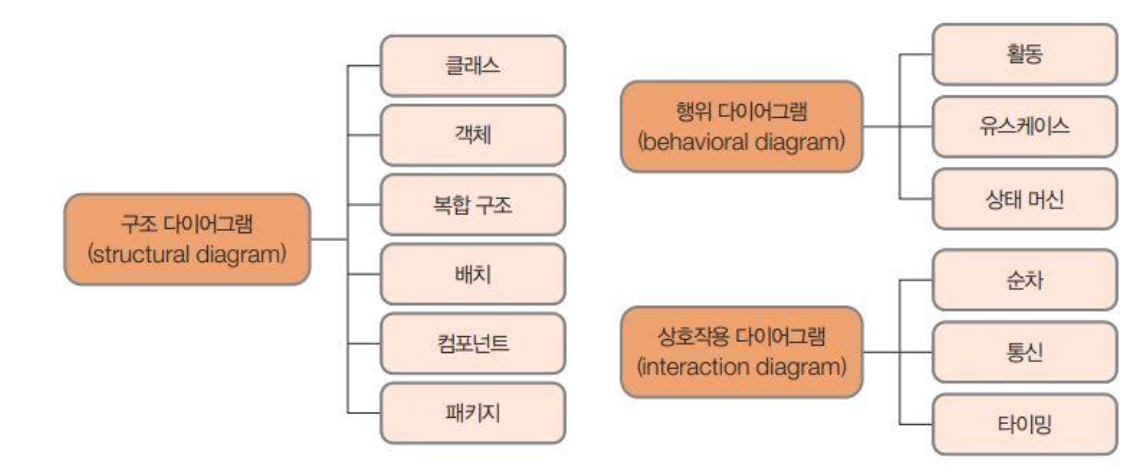 구조 다이어그램
(structural diagram)
클래스
객체
복합 구조
배치
컴포넌트
패키지
행위 다이어그램
(behavioral diagram)
활동
유스케이스
상태 머신
상호작용 다이어그램
(interaction diagram)
순차
통신
타이밍